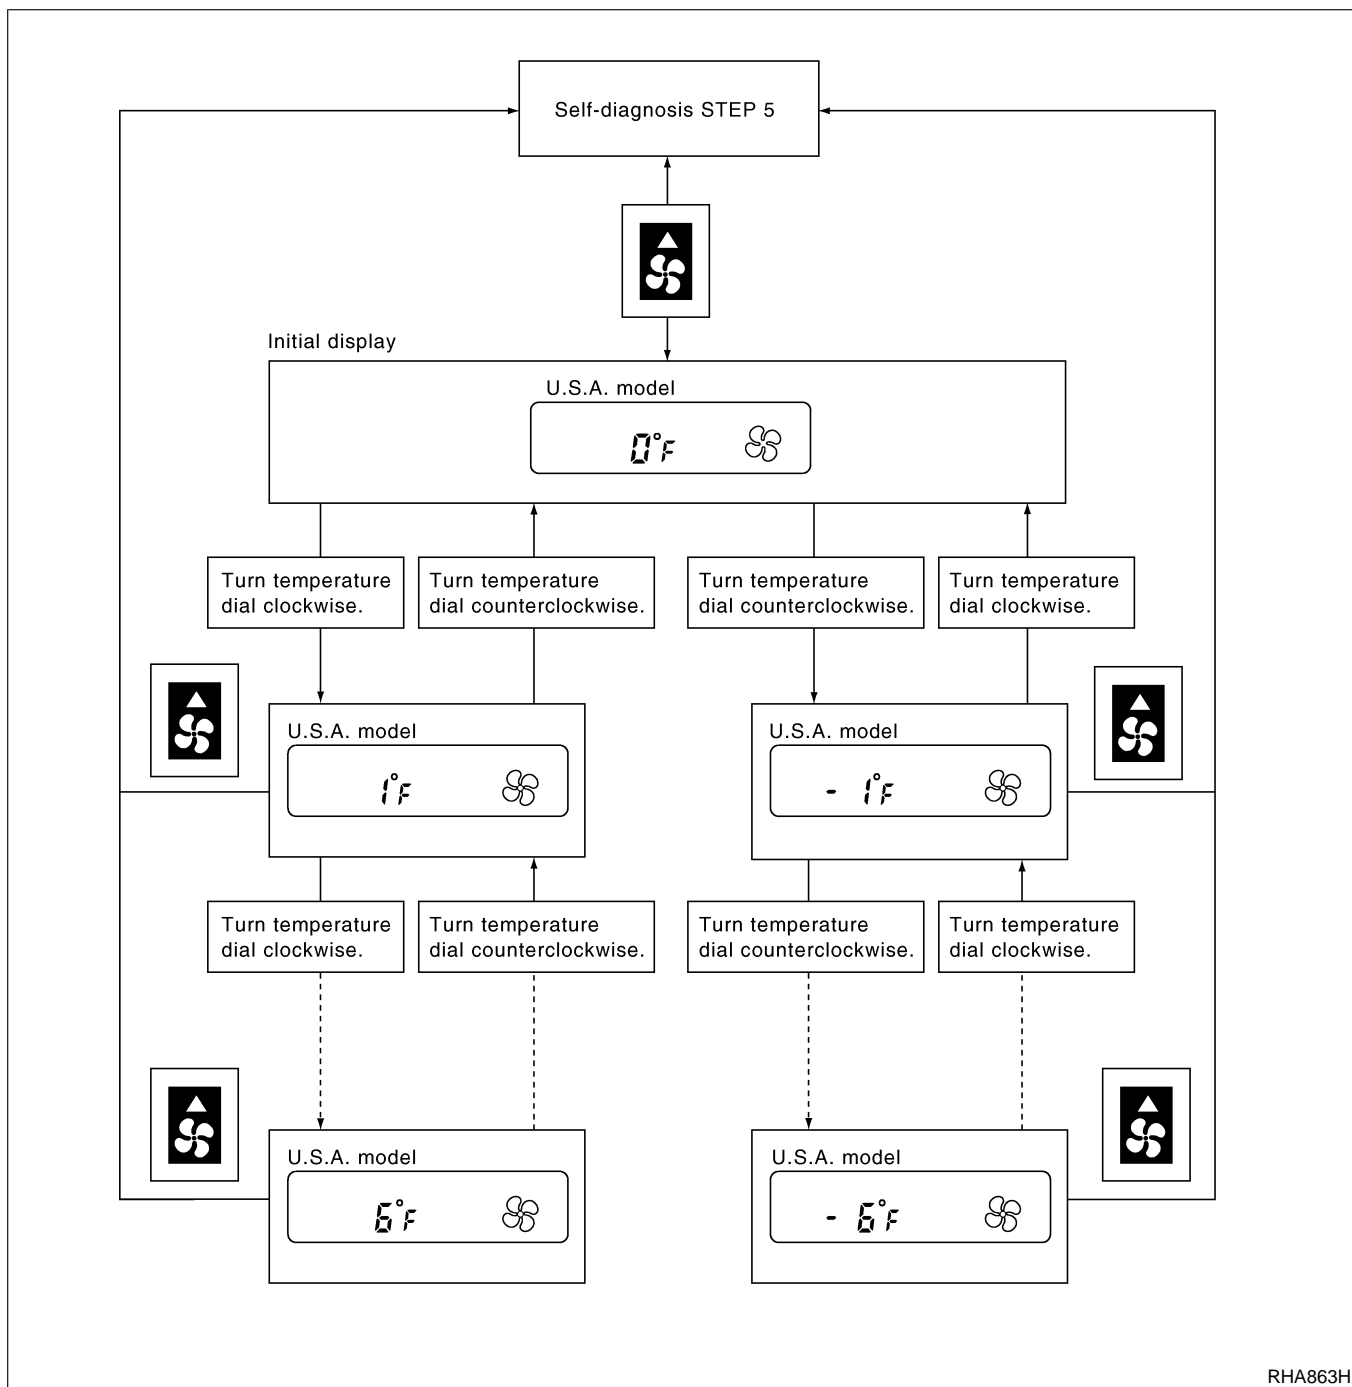 Self-diagnosis STEP 5
Initial display
U.S.A. model
0°F
Turn temperature
dial clockwise.
Turn temperature
dial counterclockwise.
Turn temperature
dial counterclockwise.
Turn temperature
dial clockwise.
U.S.A. model
1°F
U.S.A. model
- 1°F
Turn temperature
dial clockwise.
Turn temperature
dial counterclockwise.
Turn temperature
dial counterclockwise.
Turn temperature
dial clockwise.
U.S.A. model
6°F
U.S.A. model
- 6°F
RHA863H